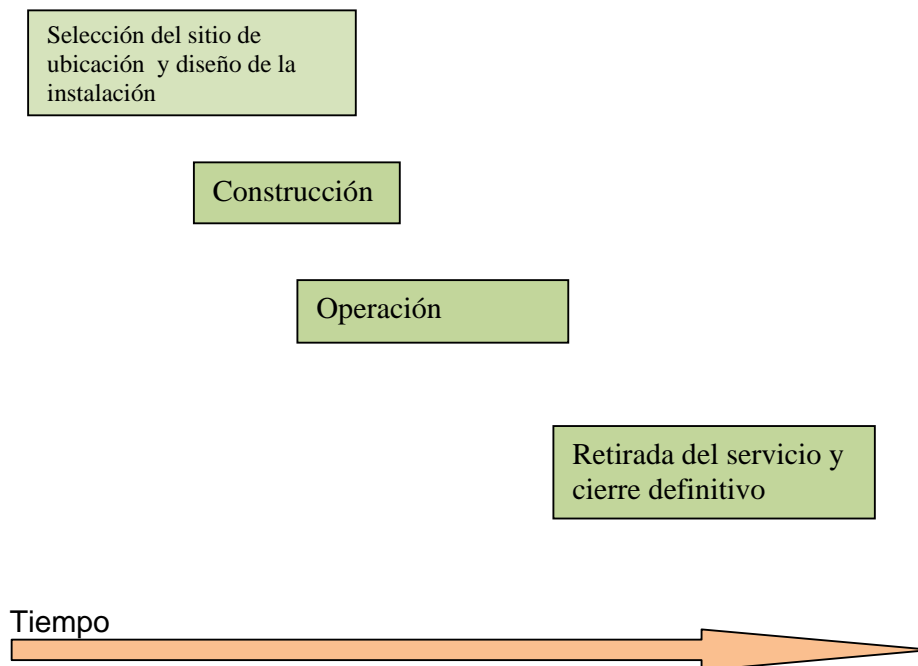 Selección del sitio de
ubicación y diseño de la
instalación
Construcción
Operación
Retirada del servicio y
cierre definitivo
Tiempo